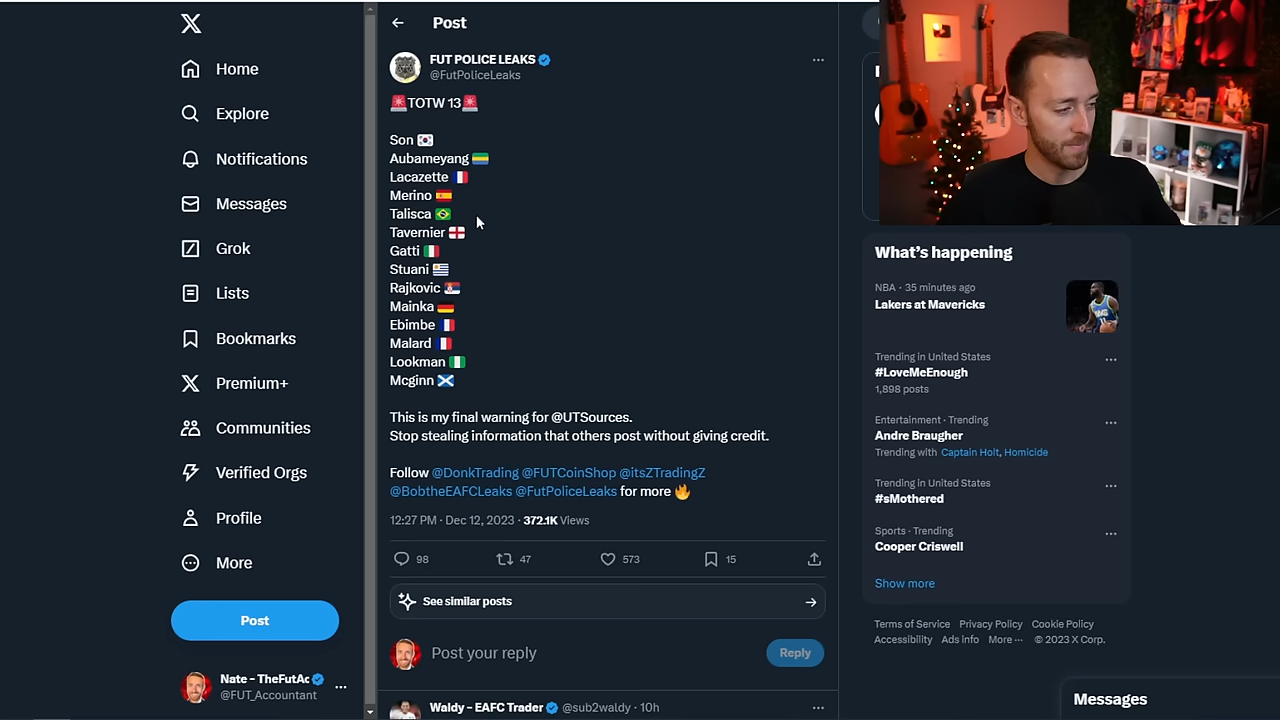 Home
Explore
Notifications
Messages
Grok
Lists
Bookmarks
Premium+
Communities
Verified Orgs
Profile
More
Post
Nate - TheFutAc
@FUT_Accountant
Post
FUT POLICE LEAKS
@FutPoliceLeaks
🚨TOTW 13🚨
Son 🇰🇷
Aubameyang 🇬🇦
Lacazette 🇫🇷
Merino 🇪🇸
Talisca 🇧🇷
Tavernier 🏴󠁧󠁢󠁥󠁮󠁧󠁿
Gatti 🇮🇹
Stuani 🇺🇾
Rajkovic 🇷🇸
Mainka 🇩🇪
Ebimbe 🇫🇷
Malard 🇫🇷
Lookman 🇳🇬
Mcginn 🏴󠁧󠁢󠁳󠁣󠁴󠁿
This is my final warning for @UTSources.
Stop stealing information that others post without giving credit.
Follow @DonkTrading @FUTCoinShop @itsZTradingZ
@BobtheEAFCLeaks @FutPoliceLeaks for more 🔥
12:27 PM · Dec 12, 2023 · 372.1K Views
98 47 573 15
See similar posts
Post your reply
Reply
Waldy - EAFC Trader @sub2waldy · 10h
What's happening
NBA · 35 minutes ago
Lakers at Mavericks
Trending in United States
#LoveMeEnough
1,898 posts
Entertainment · Trending
Andre Braugher
Trending with Captain Holt, Homicide
Trending in United States
#sMothered
Sports · Trending
Cooper Criswell
Show more
Terms of Service Privacy Policy Cookie Policy
Accessibility Ads info More ··· © 2023 X Corp.
Messages